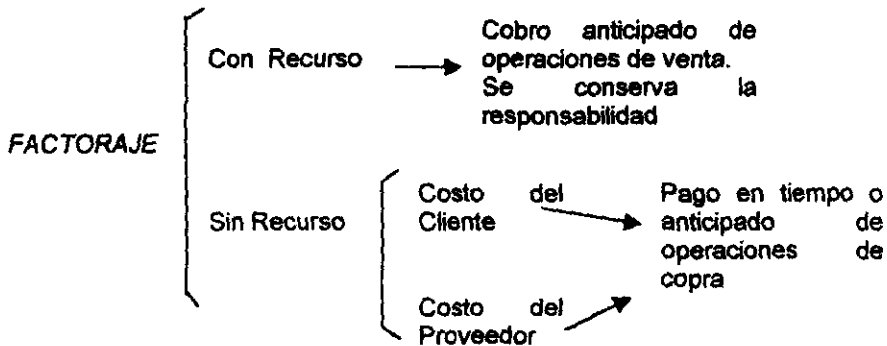 FACTORAJE
Con Recurso
Cobro anticipado de
operaciones de venta.
Se conserva la
responsabilidad
Sin Recurso
Costo del
Cliente
Costo del
Proveedor
Pago en tiempo o
anticipado de
operaciones de
copra